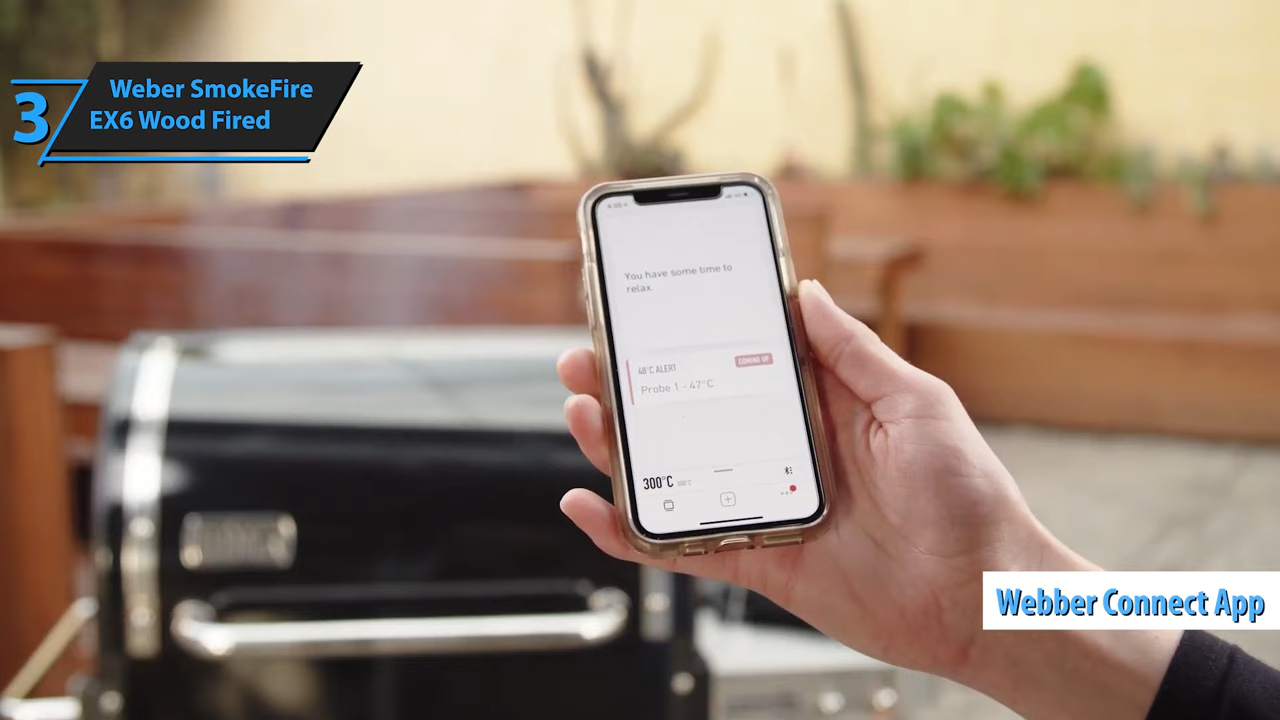 3
Weber SmokeFire
EX6 Wood Fired
You have some time to
relax.
48°C ALERT
COMING UP
Probe 1 - 47°C
300°C
Webber Connect App